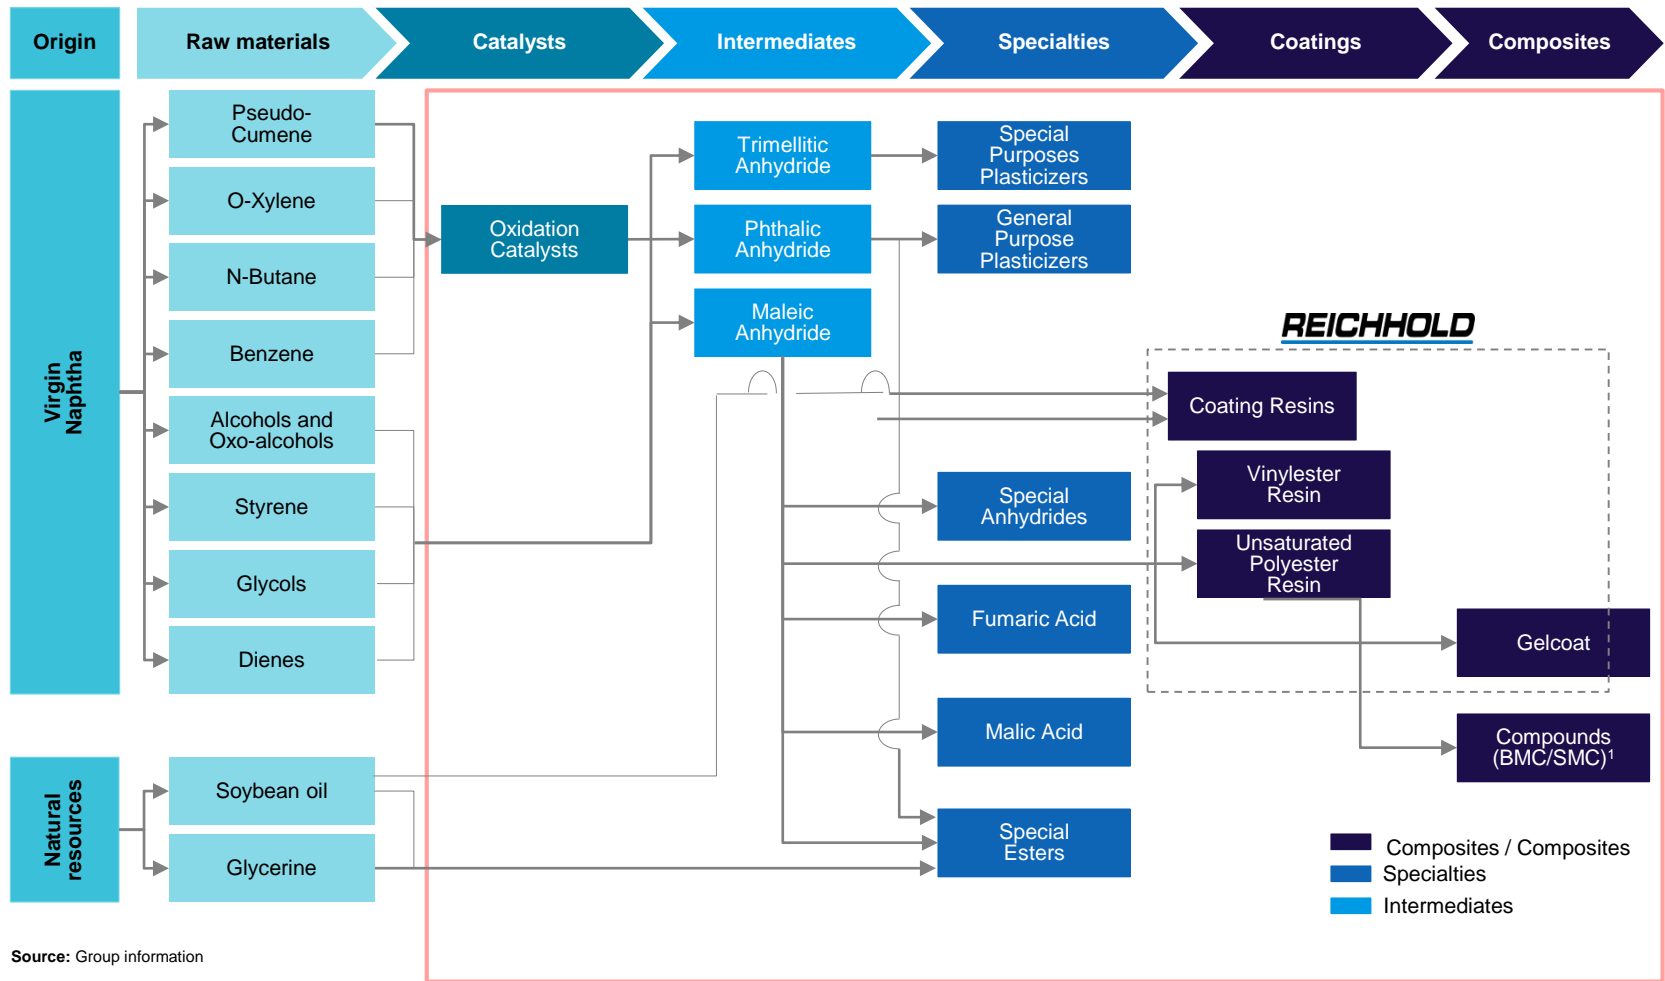 Origin
Raw materials
Catalysts
Intermediates
Specialties
Coatings
Composites
Virgin
Naphtha
Pseudo-
Cumene
O-Xylene
N-Butane
Benzene
Alcohols and
Oxo-alcohols
Styrene
Glycols
Dienes
Natural
resources
Soybean oil
Glycerine
Oxidation
Catalysts
Trimellitic
Anhydride
Phthalic
Anhydride
Maleic
Anhydride
Special
Purposes
Plasticizers
General
Purpose
Plasticizers
Special
Anhydrides
Fumaric Acid
Malic Acid
Special
Esters
REICHHOLD
Coating Resins
Vinylester
Resin
Unsaturated
Polyester
Resin
Gelcoat
Compounds
(BMC/SMC)¹
Composites / Composites
Specialties
Intermediates
Source: Group information